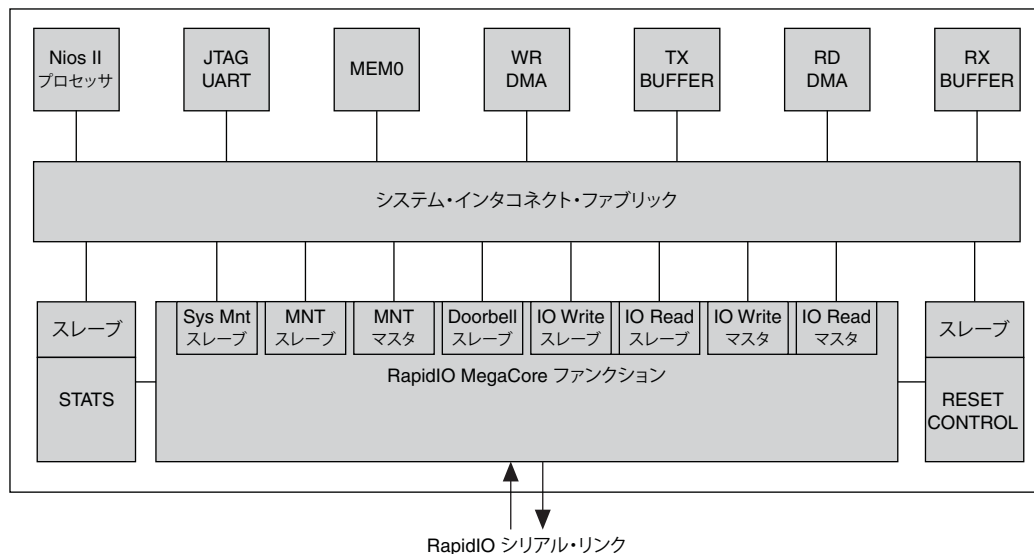 Nios II
プロセッサ
JTAG
UART
MEM0
WR
DMA
TX
BUFFER
RD
DMA
RX
BUFFER
システム・インタコネクト・ファブリック
スレーブ
STATS
Sys Mnt
スレーブ
MNT
スレーブ
MNT
マスタ
Doorbell
スレーブ
IO Write
スレーブ
IO Read
スレーブ
IO Write
マスタ
IO Read
マスタ
RapidIO MegaCore ファンクション
スレーブ
RESET
CONTROL
RapidIO シリアル・リンク